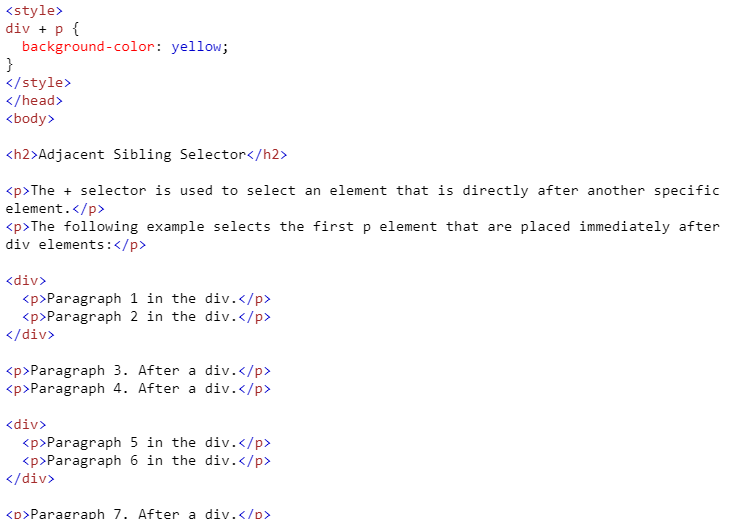 <style>
div + p {
  background-color: yellow;
}
</style>
</head>
<body>

<h2>Adjacent Sibling Selector</h2>

<p>The + selector is used to select an element that is directly after another specific
element.</p>
<p>The following example selects the first p element that are placed immediately after
div elements:</p>

<div>
  <p>Paragraph 1 in the div.</p>
  <p>Paragraph 2 in the div.</p>
</div>

<p>Paragraph 3. After a div.</p>
<p>Paragraph 4. After a div.</p>

<div>
  <p>Paragraph 5 in the div.</p>
  <p>Paragraph 6 in the div.</p>
</div>

<p>Paragraph 7. After a div.</p>